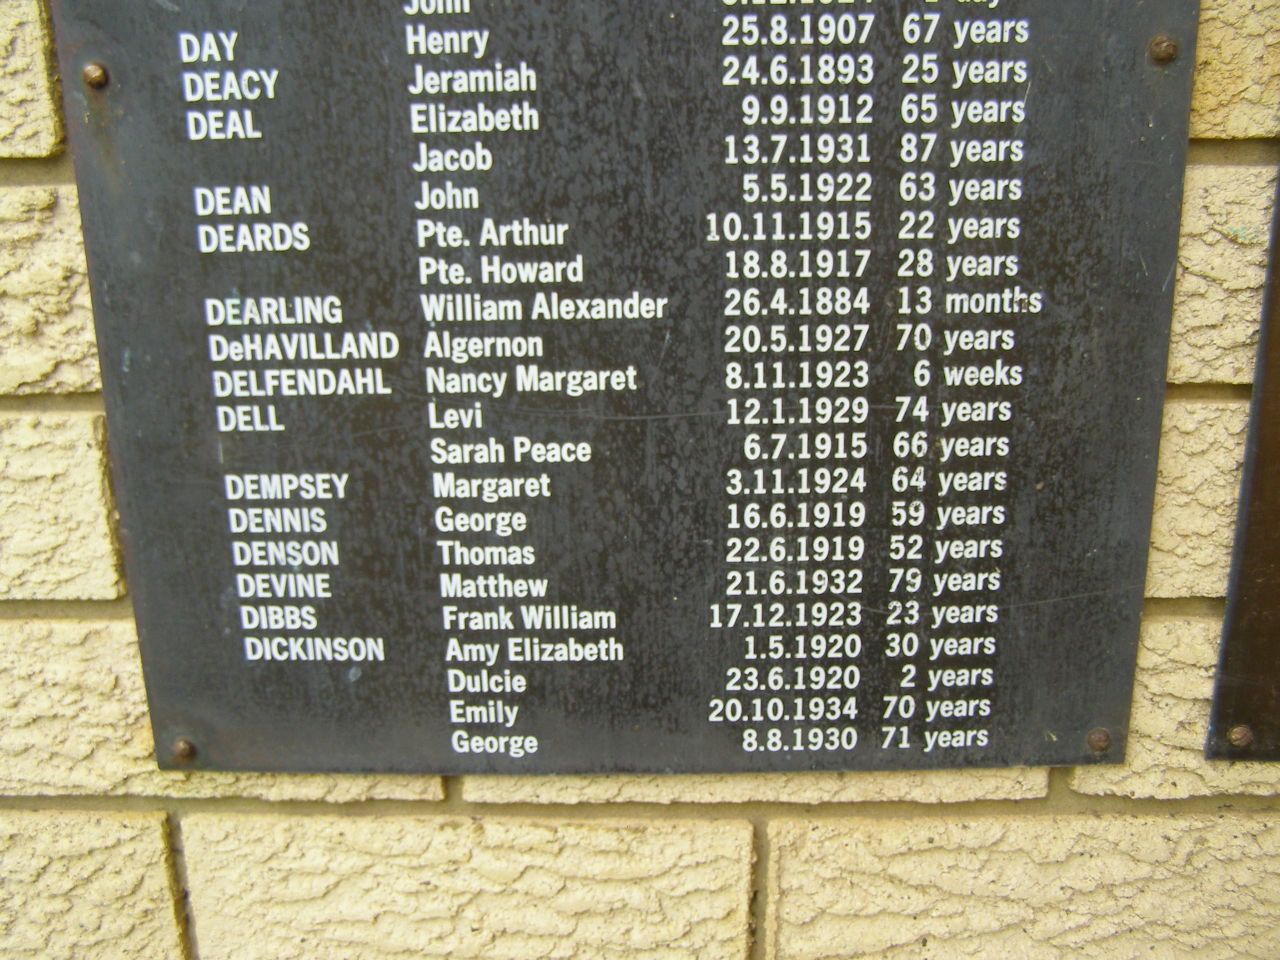 John
DAY Henry 25.8.1907 67 years
DEACY Jeramiah 24.6.1893 25 years
DEAL Elizabeth 9.9.1912 65 years
Jacob 13.7.1931 87 years
DEAN John 5.5.1922 63 years
DEARDS Pte. Arthur 10.11.1915 22 years
Pte. Howard 18.8.1917 28 years
DEARLING William Alexander 26.4.1884 13 months
DeHAVILLAND Algernon 20.5.1927 70 years
DELFENDAHL Nancy Margaret 8.11.1923 6 weeks
DELL Levi 12.1.1929 74 years
Sarah Peace 6.7.1915 66 years
DEMPSEY Margaret 3.11.1924 64 years
DENNIS George 16.6.1919 59 years
DENSON Thomas 22.6.1919 52 years
DEVINE Matthew 21.6.1932 79 years
DIBBS Frank William 17.12.1923 23 years
DICKINSON Amy Elizabeth 1.5.1920 30 years
Dulcie 23.6.1920 2 years
Emily 20.10.1934 70 years
George 8.8.1930 71 years